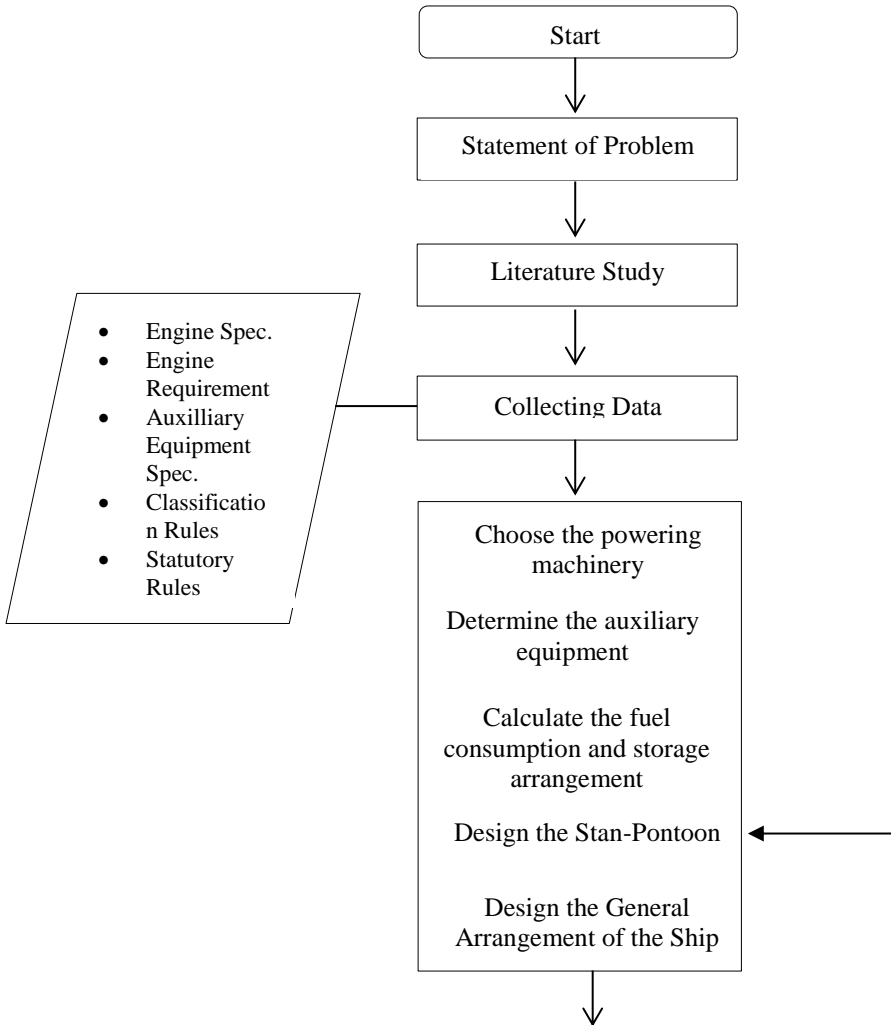 Start
Statement of Problem
Literature Study
• Engine Spec.
• Engine
Requirement
• Auxilliary
Equipment
Spec.
• Classificatio
n Rules
• Statutory
Rules
Collecting Data
Choose the powering
machinery
Determine the auxiliary
equipment
Calculate the fuel
consumption and storage
arrangement
Design the Stan-Pontoon
Design the General
Arrangement of the Ship